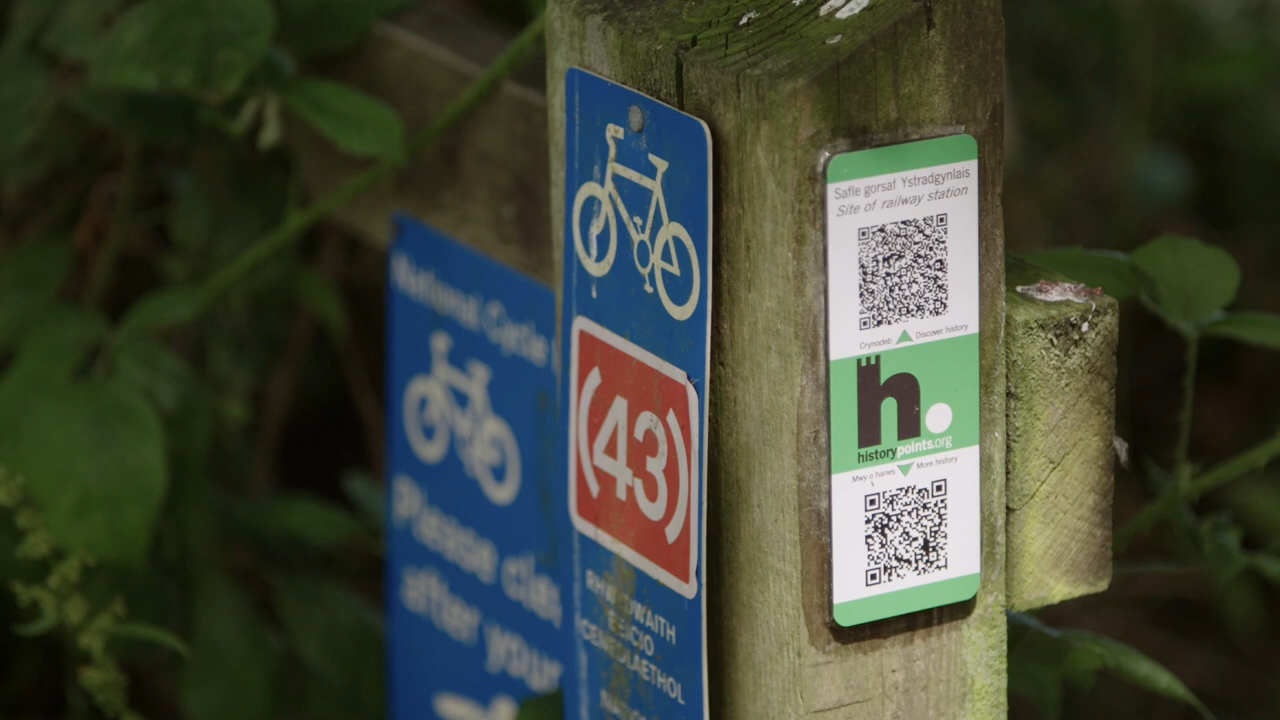 National Cycle
Please
after your
(43)
RHWYDWAITH
BEICIO
CENEDLAETHOL
Safle gorsaf Ystradgynlais
Site of railway station
Crynodeb Discover history
h.
historypoints.org
Mwy o hanes More history